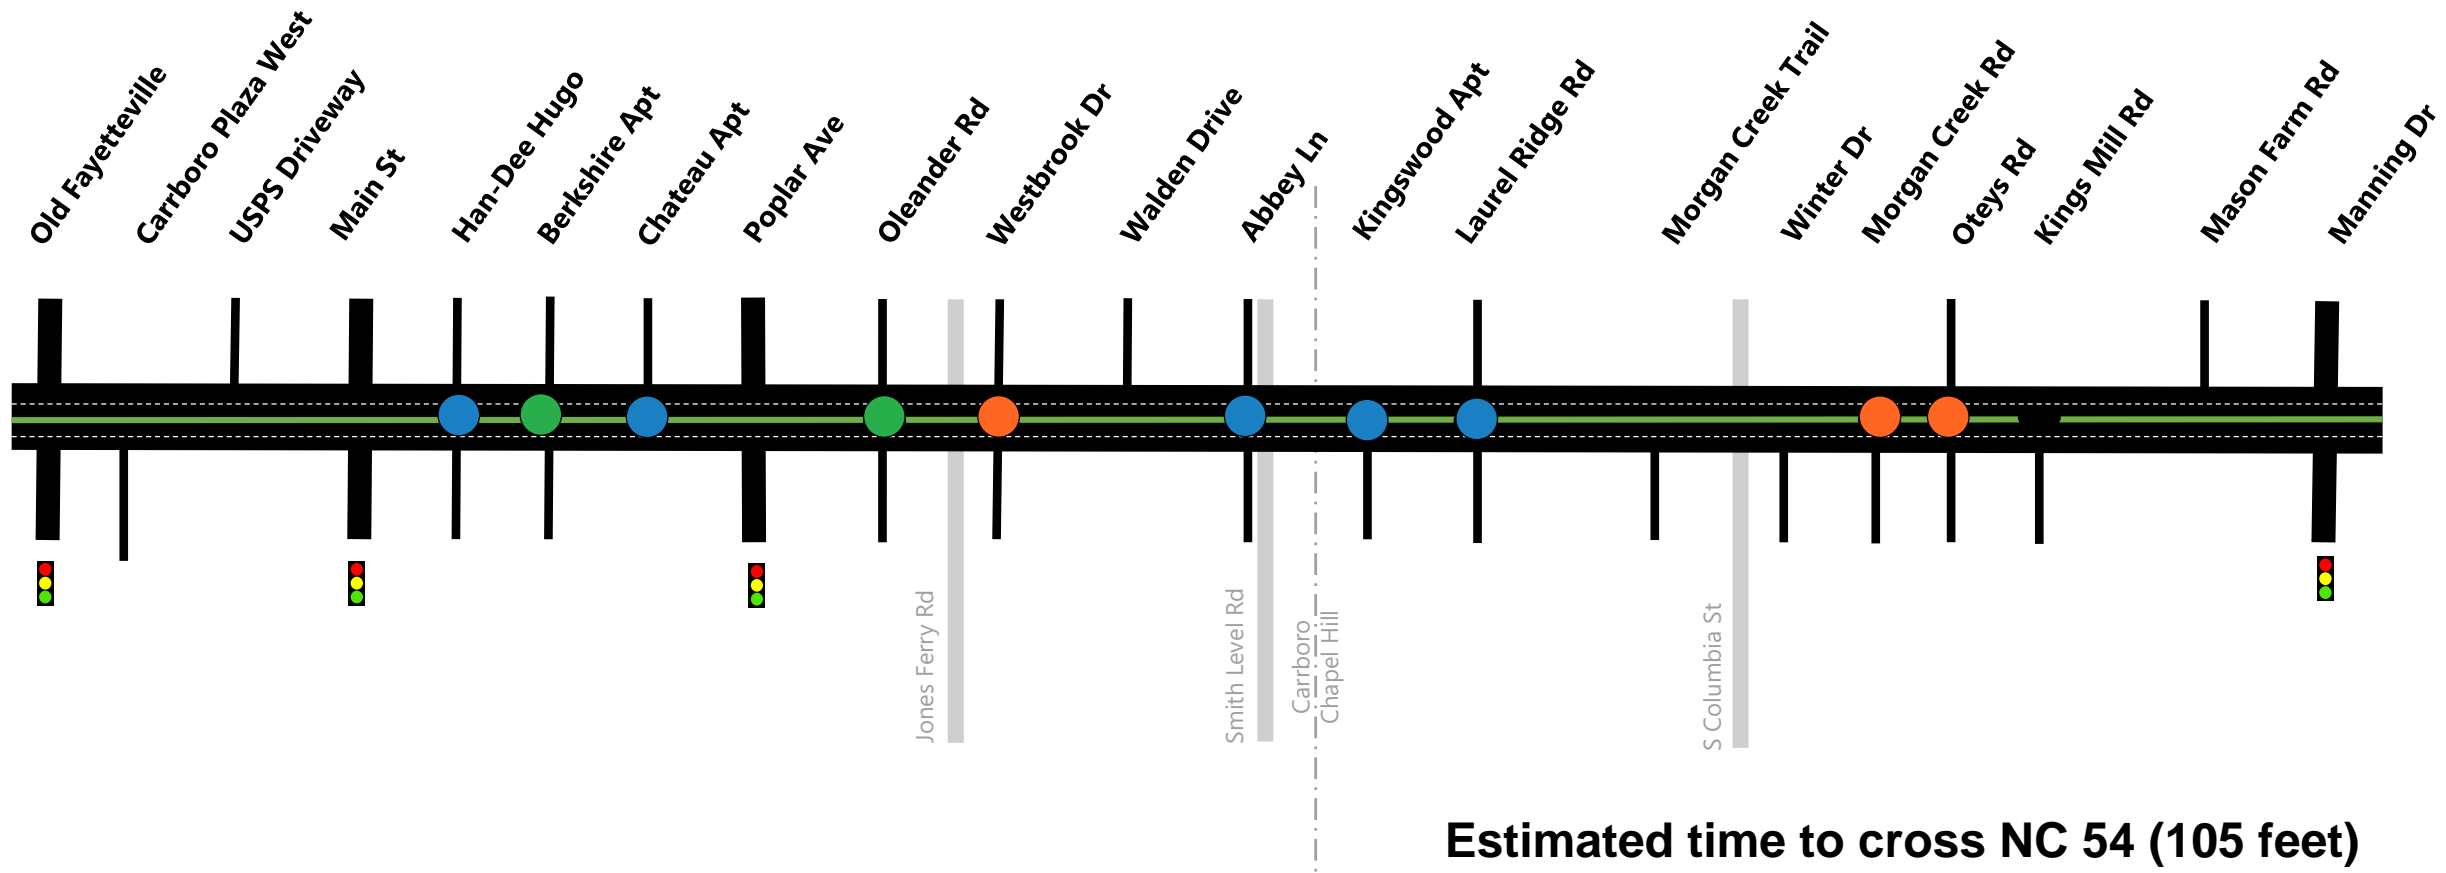 Old Fayetteville
Carrboro Plaza West
USPS Driveway
Main St
Han-Dee Hugo
Berkshire Apt
Chateau Apt
Poplar Ave
Oleander Rd
Westbrook Dr
Walden Drive
Abbey Ln
Kingswood Apt
Laurel Ridge Rd
Morgan Creek Trail
Winter Dr
Morgan Creek Rd
Oteys Rd
Kings Mill Rd
Mason Farm Rd
Manning Dr
Jones Ferry Rd
Smith Level Rd
Carrboro
Chapel Hill
S Columbia St
Estimated time to cross NC 54 (105 feet)